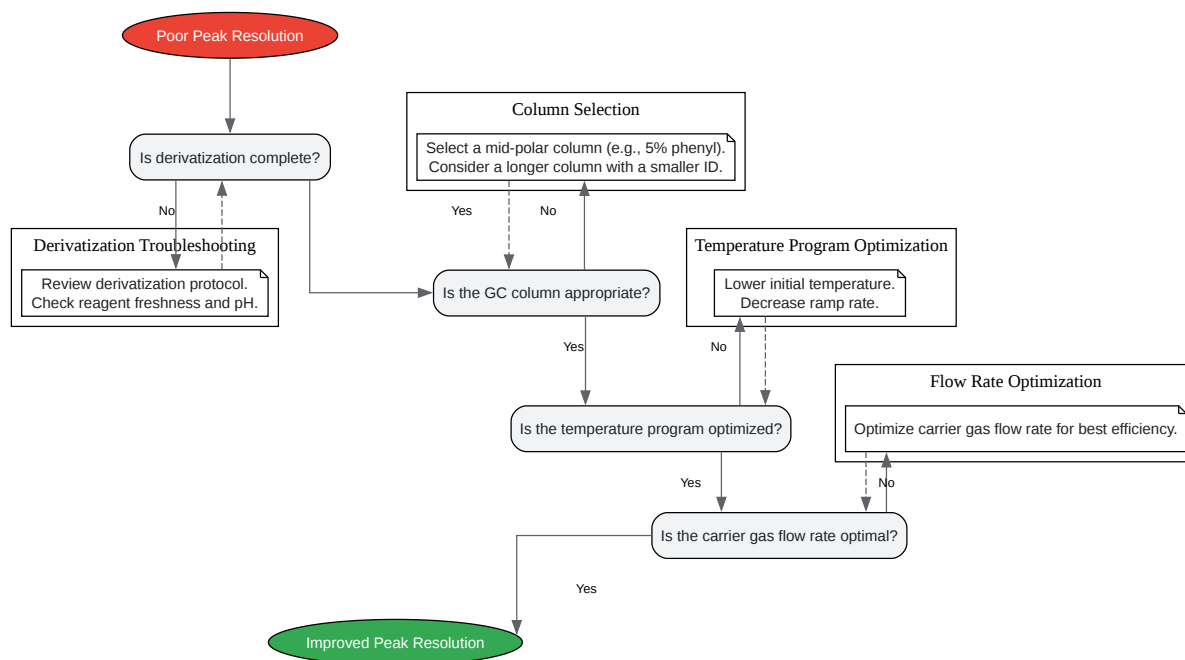 Poor Peak Resolution
Column Selection
Select a mid-polar column (e.g., 5% phenyl).
Consider a longer column with a smaller ID.
Is derivatization complete?
No
Yes
No
Derivatization Troubleshooting
Review derivatization protocol.
Check reagent freshness and pH.
Temperature Program Optimization
Lower initial temperature.
Decrease ramp rate.
Is the GC column appropriate?
Yes
No
Flow Rate Optimization
Optimize carrier gas flow rate for best efficiency.
Is the temperature program optimized?
Yes
No
Is the carrier gas flow rate optimal?
Yes
Improved Peak Resolution